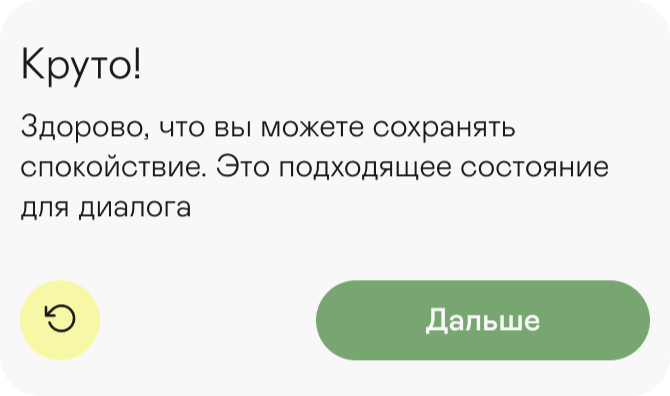 Круто!
Здорово, что вы можете сохранять
спокойствие. Это подходящее состояние
для диалога
Дальше